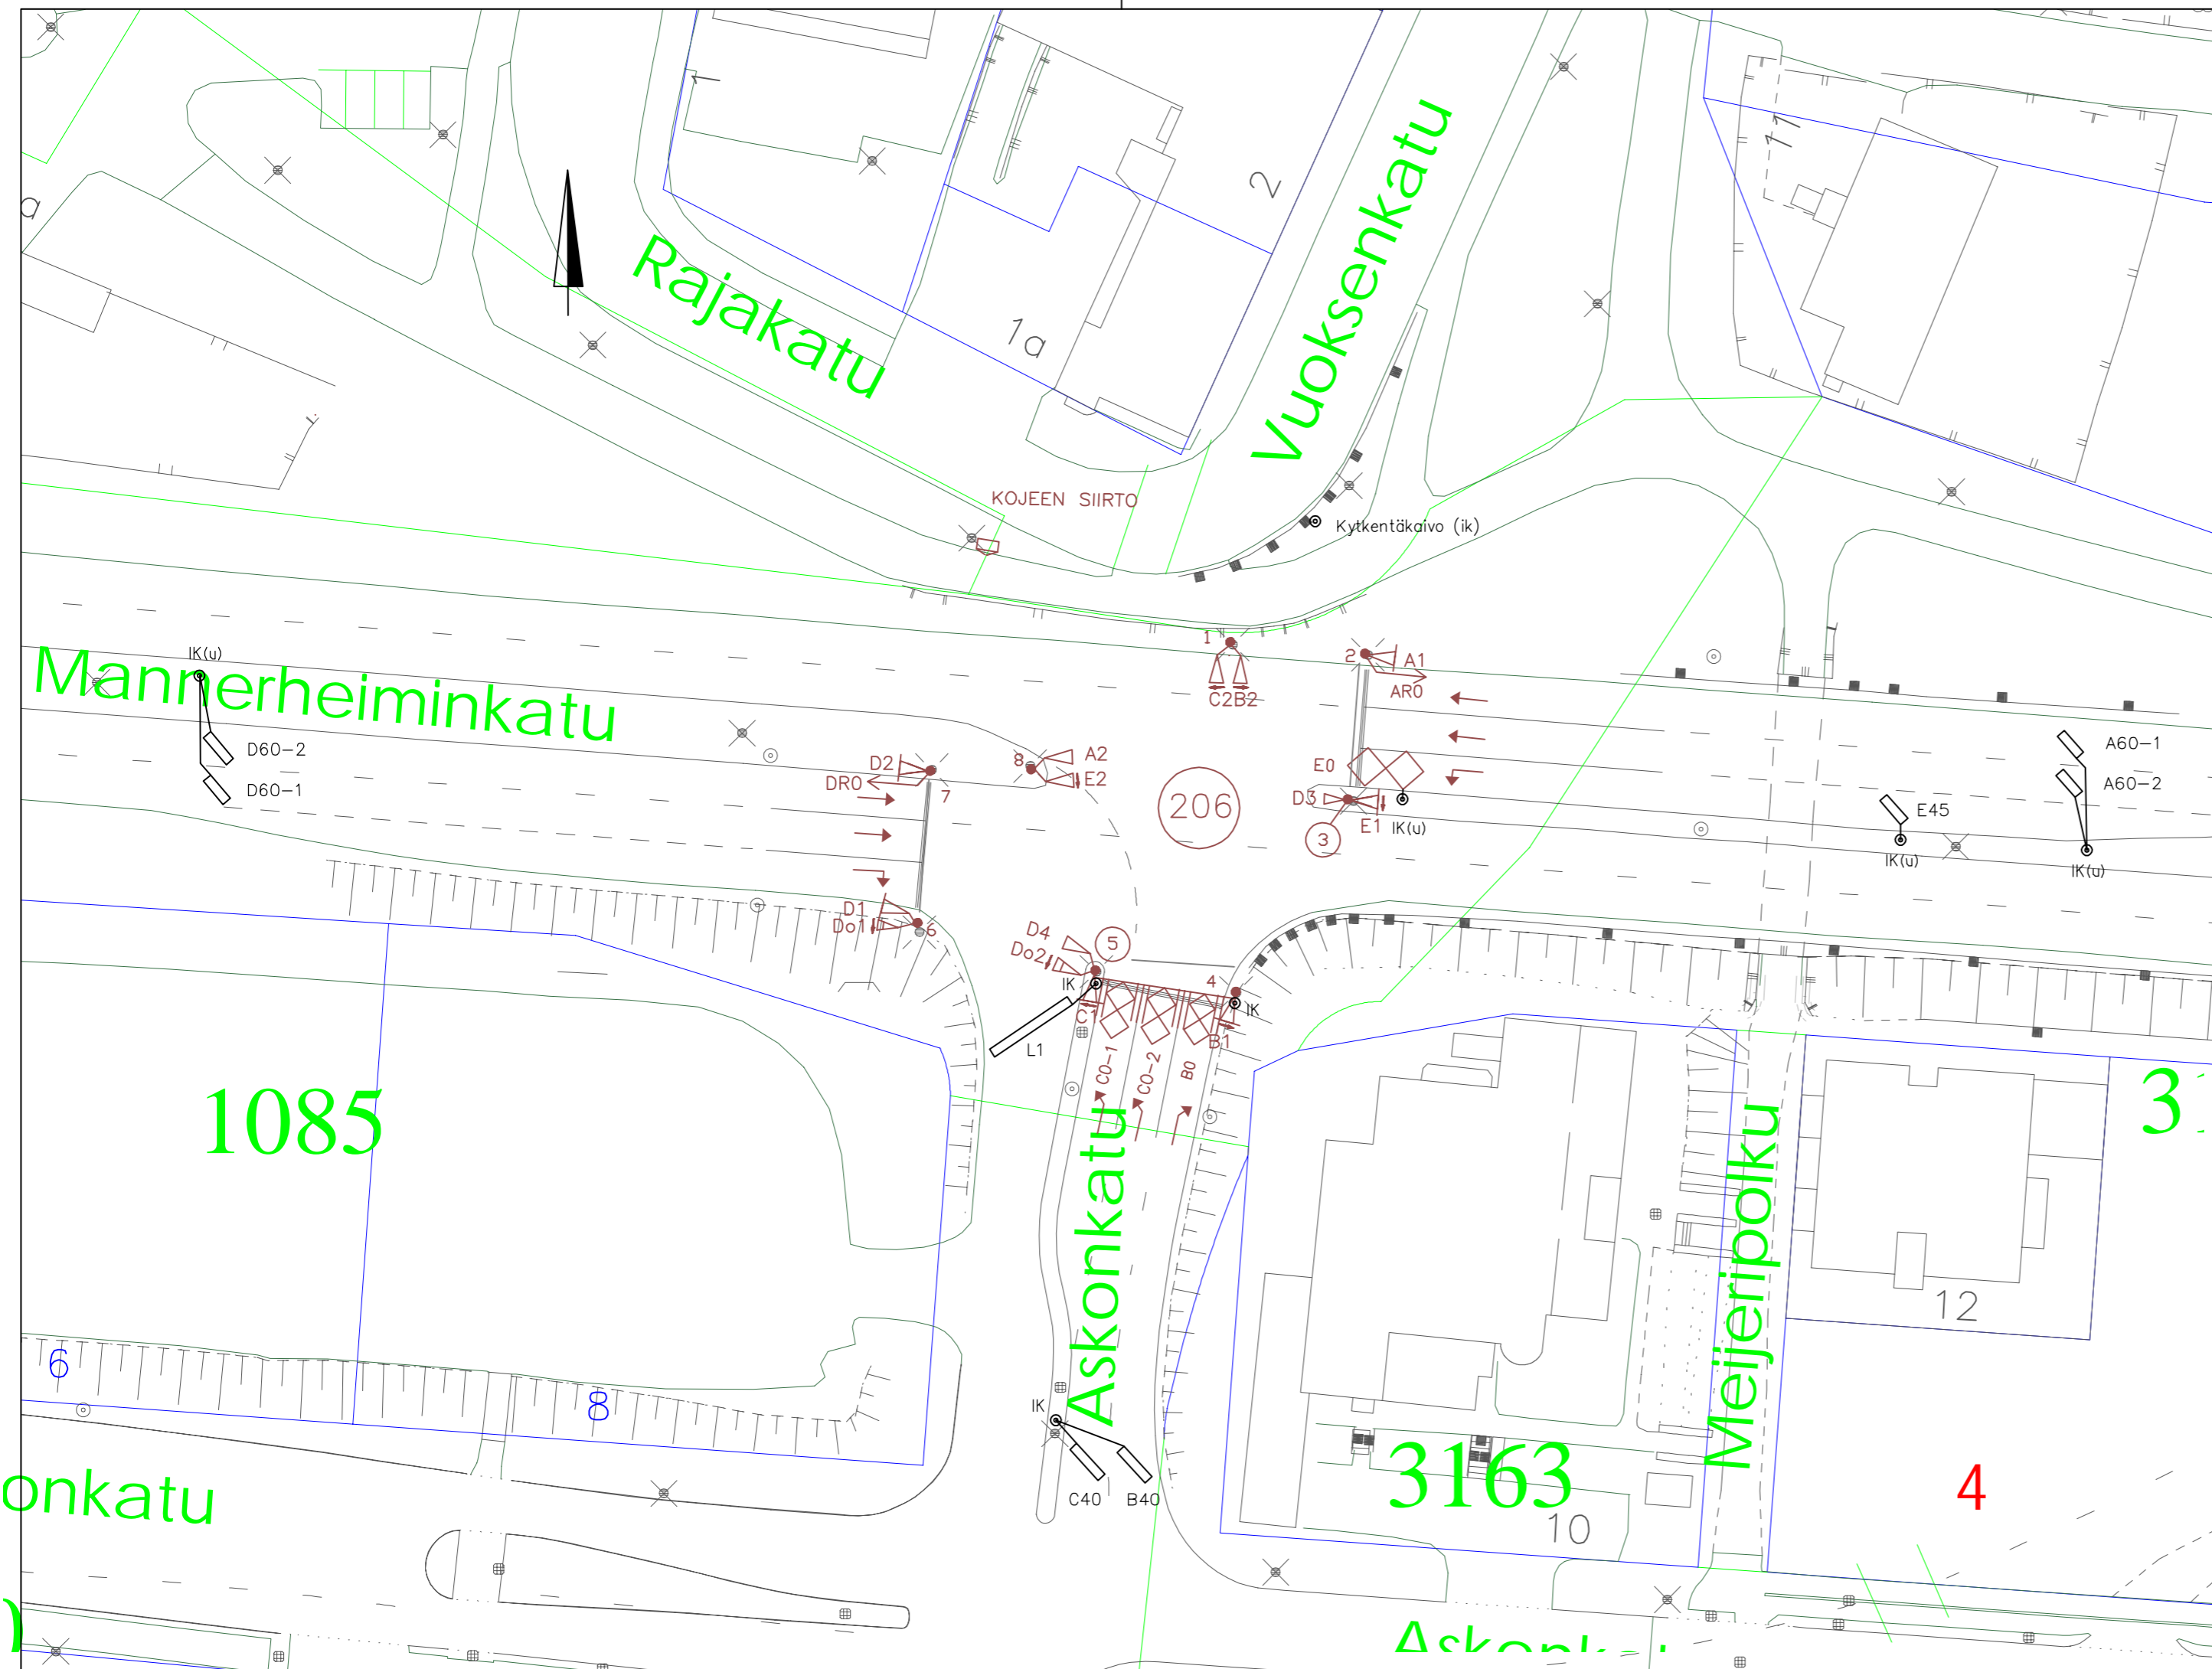 1
11
2
a
Rajakatu
Vuoksenkatu
1a
KOJEEN SIIRTO
Kytkentäkaivo (ik)
Mannerheiminkatu
IK(u)
D60-2
D60-1
1
C2B2
2
A1
AR0
D2
DR0
7
8
A2
E2
206
E0
D3
E1
IK(u)
3
A60-1
A60-2
E45
IK(u)
IK(u)
D1
Do1
6
D4
Do2
5
IK
4
IK
C1
B1
L1
C0-1
C0-2
B0
1085
Askonkatu
Meijeripolku
12
6
8
IK
C40
B40
3163
10
4
onkatu